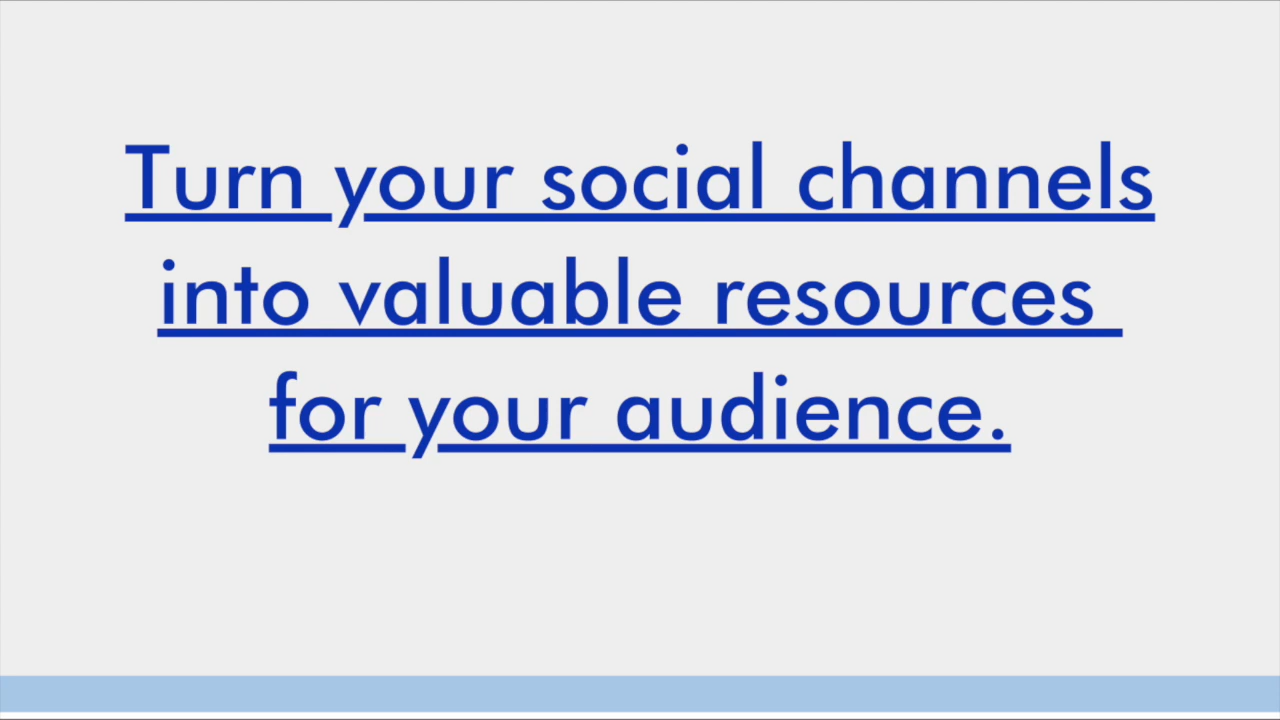 Turn your social channels
into valuable resources
for your audience.